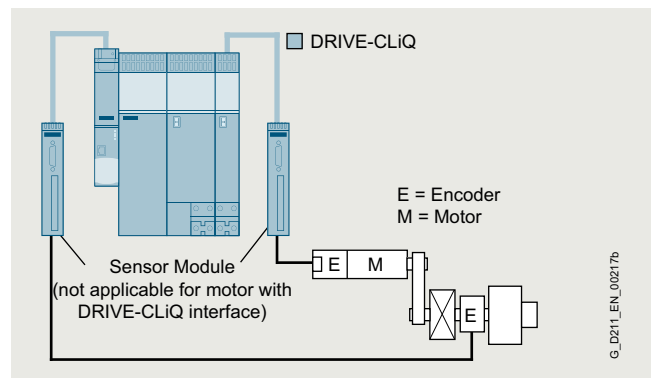 DRIVE-CLiQ
E = Encoder
M = Motor
Sensor Module
(not applicable for motor with
DRIVE-CLiQ interface)
E M
E
G_D211_EN_00217b